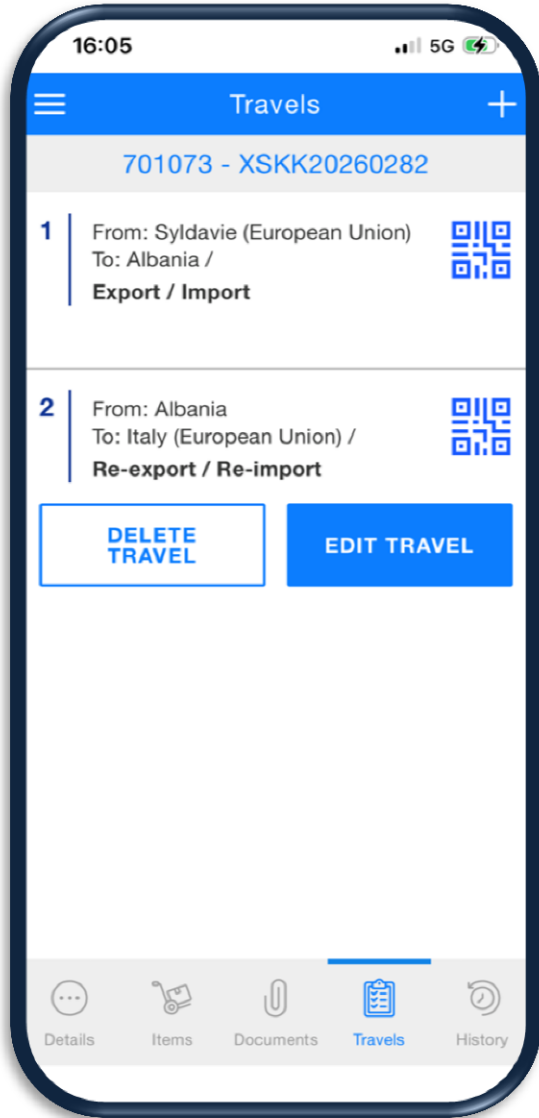 16:05
5G
Travels
701073 - XSKK20260282
1
From: Syldavie (European Union)
To: Albania /
Export / Import
2
From: Albania
To: Italy (European Union) /
Re-export / Re-import
DELETE
TRAVEL
EDIT TRAVEL
Details
Items
Documents
Travels
History